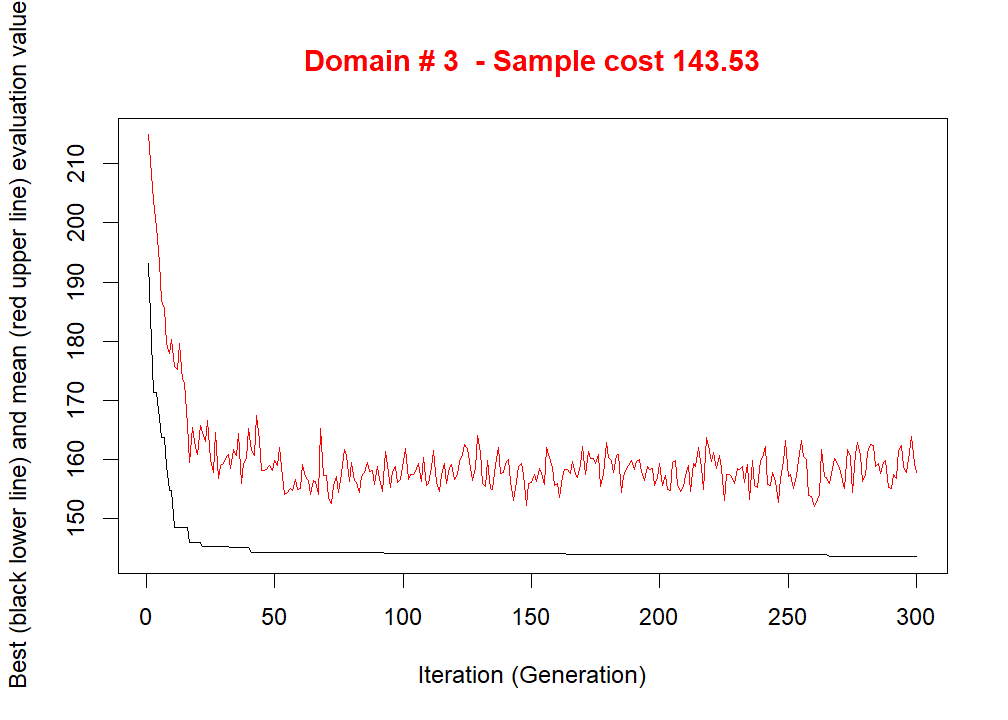 Domain # 3  - Sample cost 143.53
Best (black lower line) and mean (red upper line) evaluation value
210
200
190
180
170
160
150
0 50 100 150 200 250 300
Iteration (Generation)